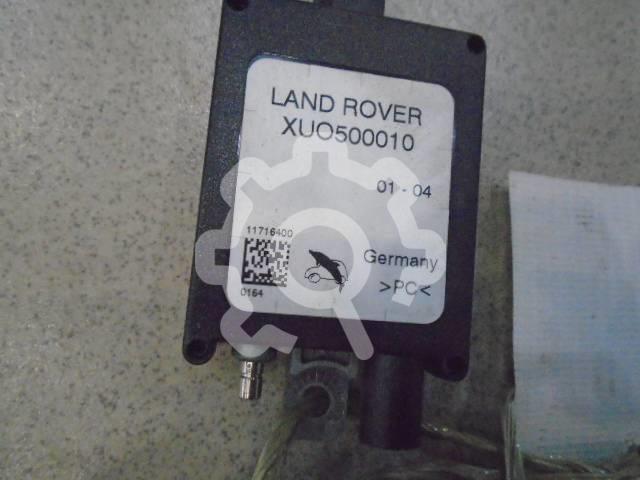 LAND ROVER
XUO500010
01 - 04
11716400
0164
Germany
>PC<